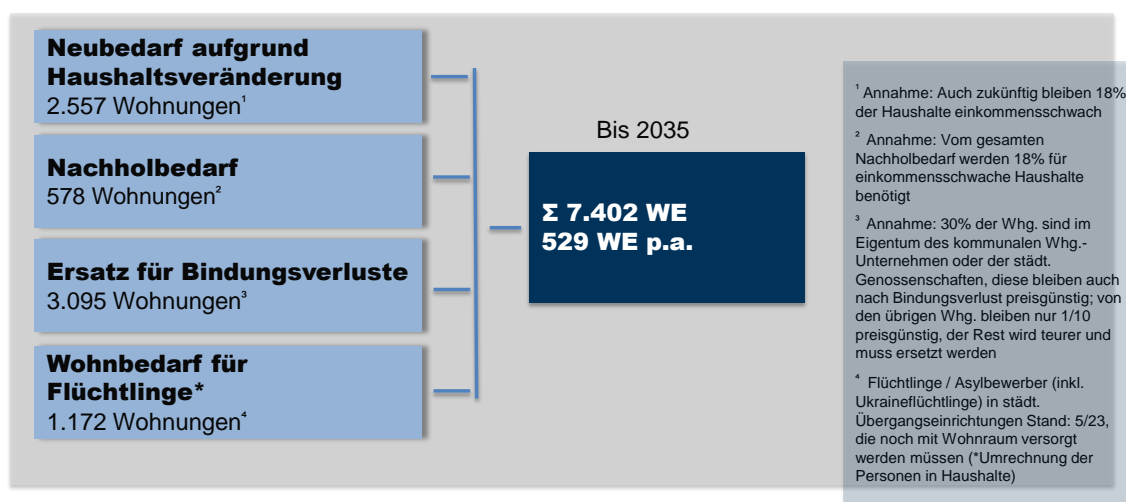 Neubedarf aufgrund
Haushaltsveränderung
2.557 Wohnungen¹
Nachholbedarf
578 Wohnungen²
Ersatz für Bindungsverluste
3.095 Wohnungen³
Wohnbedarf für
Flüchtlinge*
1.172 Wohnungen⁴
Bis 2035
Σ 7.402 WE
529 WE p.a.
¹ Annahme: Auch zukünftig bleiben 18%
der Haushalte einkommensschwach
² Annahme: Vom gesamten
Nachholbedarf werden 18% für
einkommensschwache Haushalte
benötigt
³ Annahme: 30% der Whg. sind im
Eigentum des kommunalen Whg.-
Unternehmen oder der städt.
Genossenschaften, diese bleiben auch
nach Bindungsverlust preisgünstig; von
den übrigen Whg. bleiben nur 1/10
preisgünstig, der Rest wird teurer und
muss ersetzt werden
⁴ Flüchtlinge / Asylbewerber (inkl.
Ukraineflüchtlinge) in städt.
Übergangseinrichtungen Stand: 5/23,
die noch mit Wohnraum versorgt
werden müssen (*Umrechnung der
Personen in Haushalte)